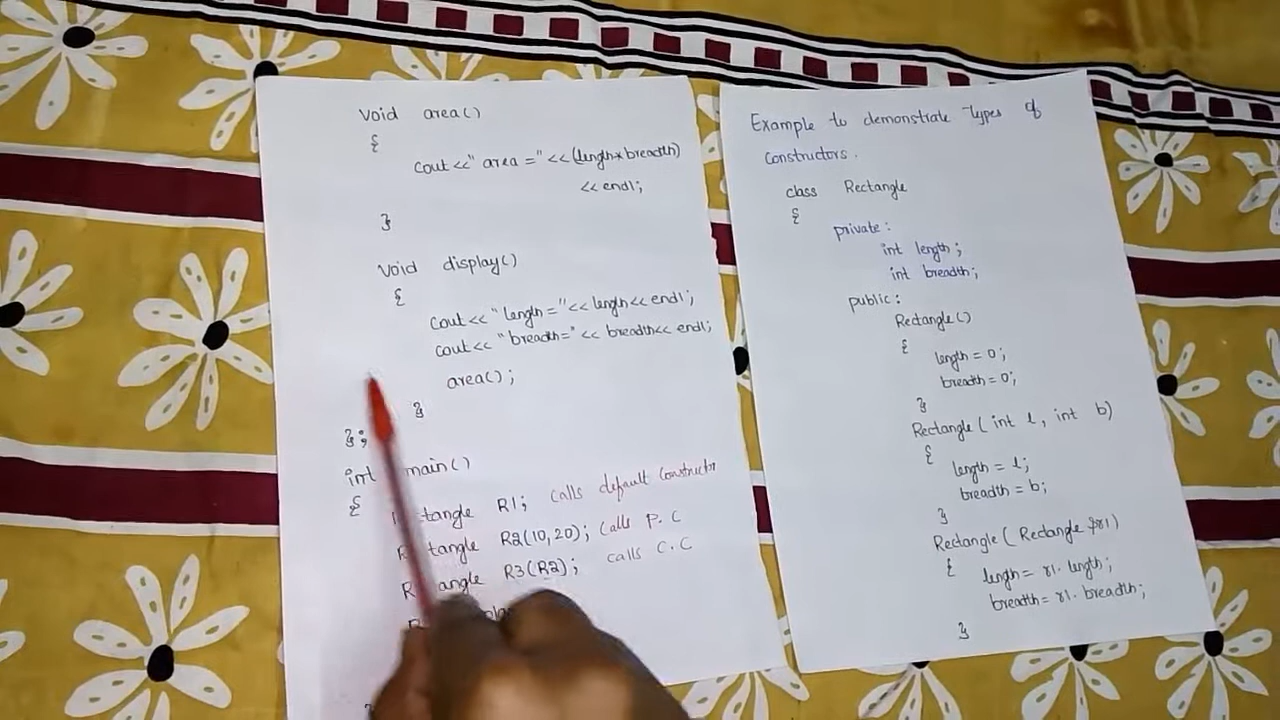 Void area()
{
cout <<" area =" << (length*breadth)
<< endl;
}
Void display()
{
cout << "length=" << length << endl;
cout << "breadth=" << breadth << endl;
area();
}
};
int main()
{
R1; calls default constructor
R2(10,20); calls P.C
R3(R2); calls C.C
Example to demonstrate Types of
Constructors.
class Rectangle
{
private:
int length;
int breadth;
public:
Rectangle()
{
length = 0;
breadth = 0;
}
Rectangle( int l, int b)
{
length = l;
breadth = b;
}
Rectangle( Rectangle &r1)
{
length = r1. length;
breadth = r1. breadth;
}